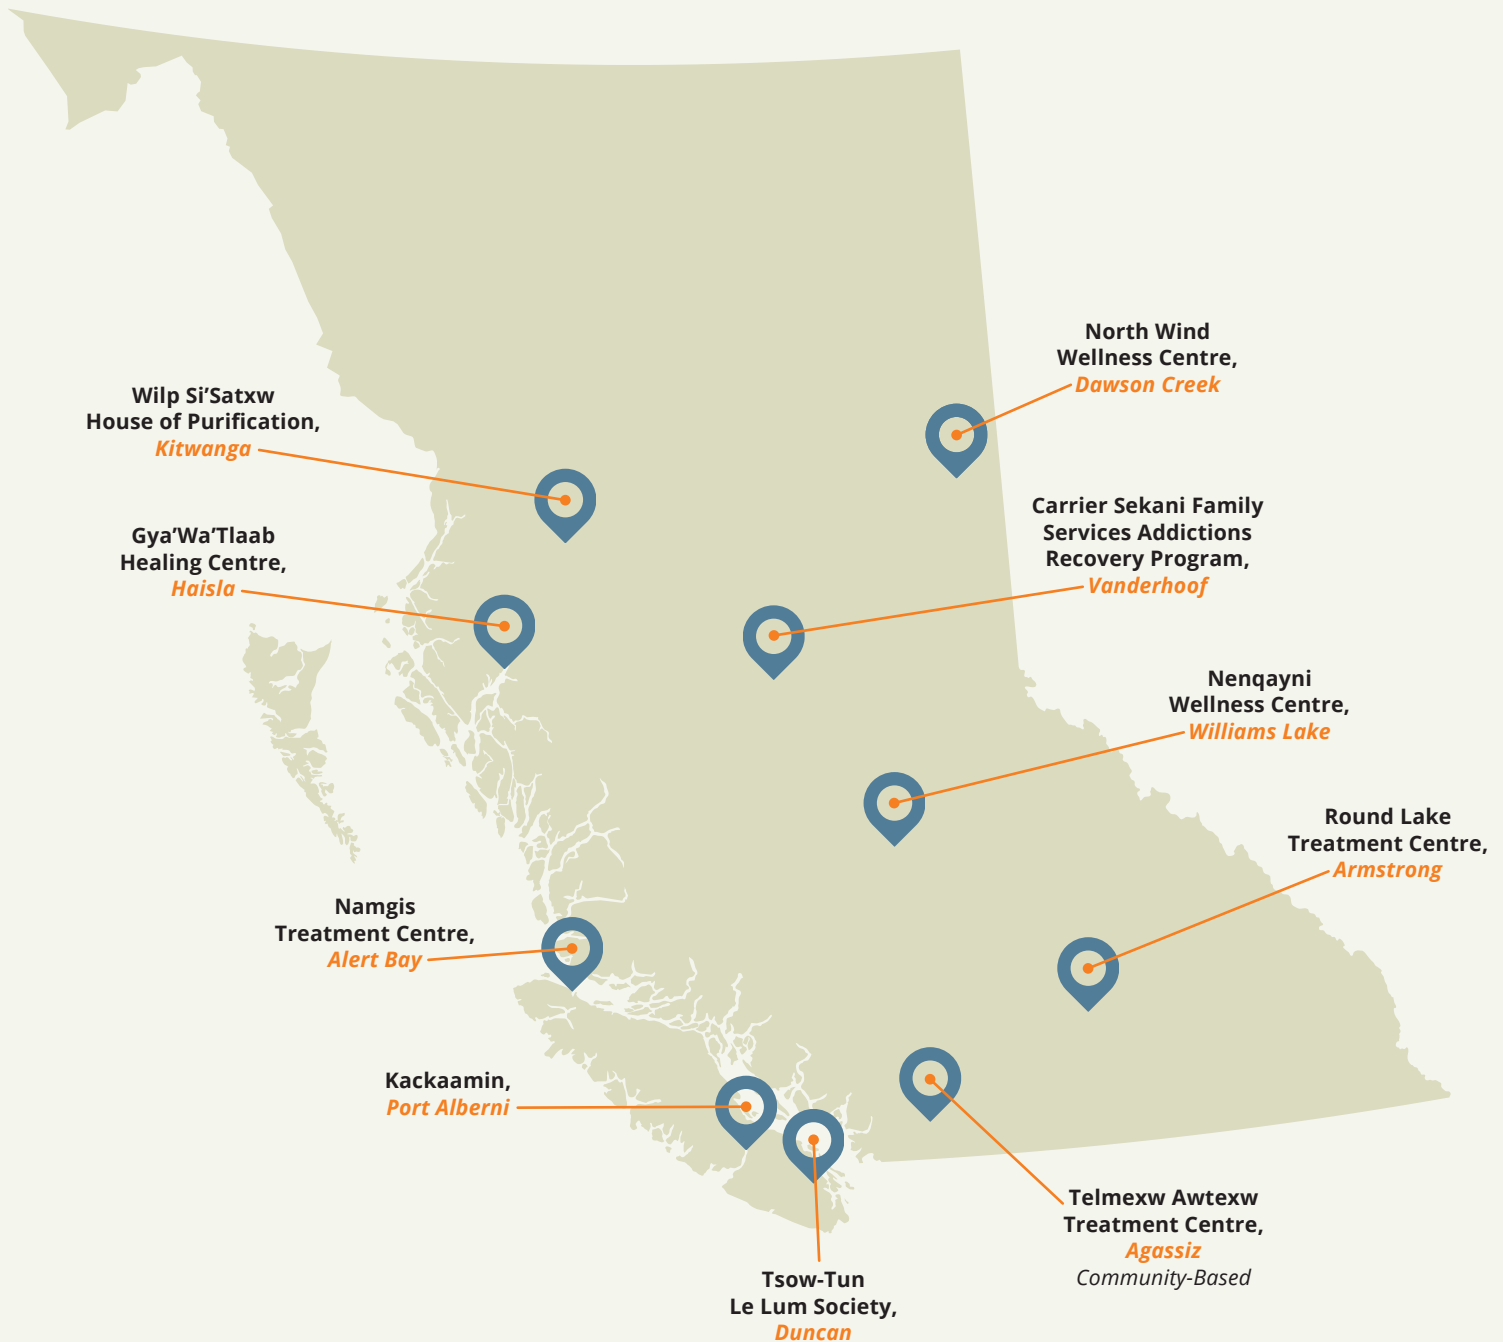 North Wind
Wellness Centre,
Dawson Creek
Wilp Si’Satxw
House of Purification,
Kitwanga
Carrier Sekani Family
Services Addictions
Recovery Program,
Vanderhoof
Gya’Wa’Tlaab
Healing Centre,
Haisla
Nenqayni
Wellness Centre,
Williams Lake
Round Lake
Treatment Centre,
Armstrong
Namgis
Treatment Centre,
Alert Bay
Kackaamin,
Port Alberni
Telmexw Awtexw
Treatment Centre,
Agassiz
Community-Based
Tsow-Tun
Le Lum Society,
Duncan